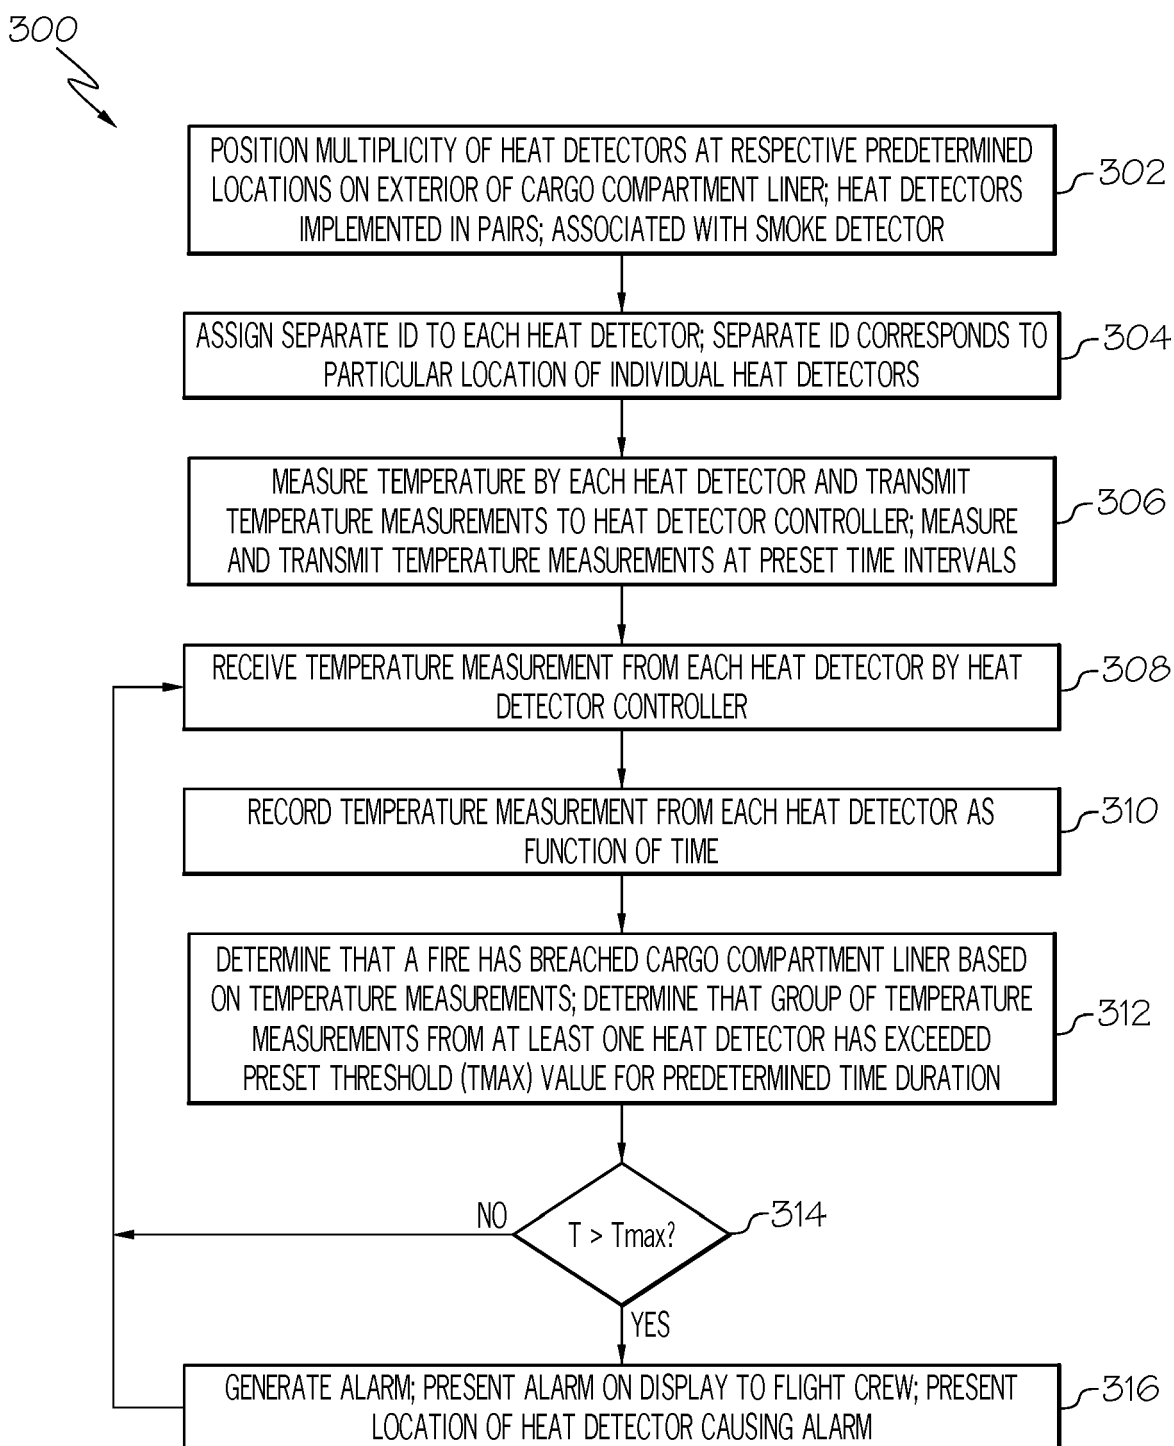 300
POSITION MULTIPLICITY OF HEAT DETECTORS AT RESPECTIVE PREDETERMINED
LOCATIONS ON EXTERIOR OF CARGO COMPARTMENT LINER; HEAT DETECTORS
IMPLEMENTED IN PAIRS; ASSOCIATED WITH SMOKE DETECTOR
302
ASSIGN SEPARATE ID TO EACH HEAT DETECTOR; SEPARATE ID CORRESPONDS TO
PARTICULAR LOCATION OF INDIVIDUAL HEAT DETECTORS
304
MEASURE TEMPERATURE BY EACH HEAT DETECTOR AND TRANSMIT
TEMPERATURE MEASUREMENTS TO HEAT DETECTOR CONTROLLER; MEASURE
AND TRANSMIT TEMPERATURE MEASUREMENTS AT PRESET TIME INTERVALS
306
RECEIVE TEMPERATURE MEASUREMENT FROM EACH HEAT DETECTOR BY HEAT
DETECTOR CONTROLLER
308
RECORD TEMPERATURE MEASUREMENT FROM EACH HEAT DETECTOR AS
FUNCTION OF TIME
310
DETERMINE THAT A FIRE HAS BREACHED CARGO COMPARTMENT LINER BASED
ON TEMPERATURE MEASUREMENTS; DETERMINE THAT GROUP OF TEMPERATURE
MEASUREMENTS FROM AT LEAST ONE HEAT DETECTOR HAS EXCEEDED
PRESET THRESHOLD (TMAX) VALUE FOR PREDETERMINED TIME DURATION
312
NO
T > Tmax?
314
YES
GENERATE ALARM; PRESENT ALARM ON DISPLAY TO FLIGHT CREW; PRESENT
LOCATION OF HEAT DETECTOR CAUSING ALARM
316